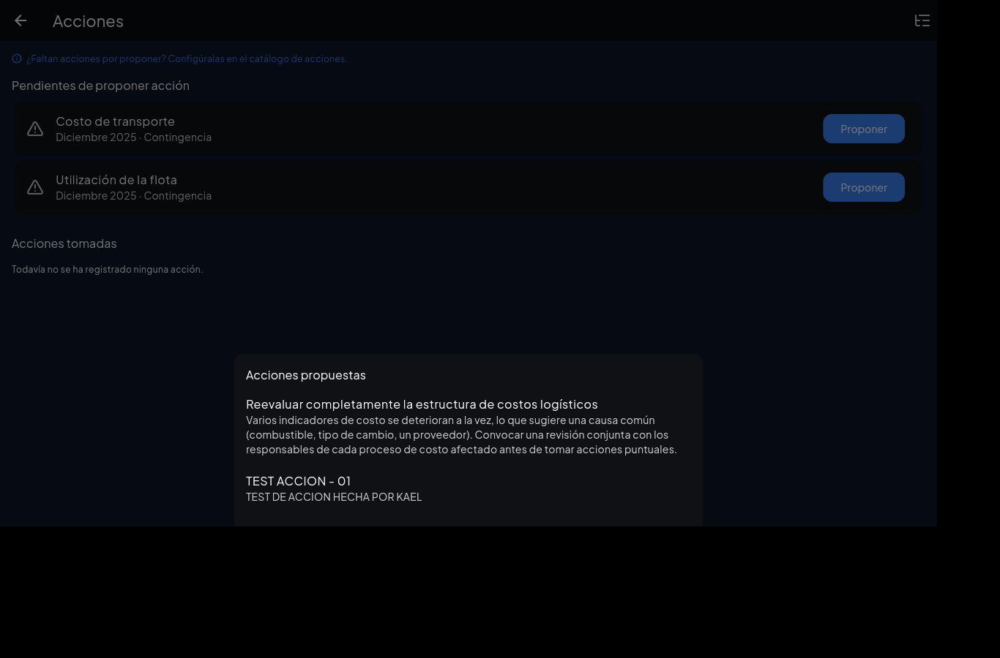 Acciones
¿Faltan acciones por proponer? Configúralas en el catálogo de acciones.
Pendientes de proponer acción
Costo de transporte
Diciembre 2025 · Contingencia
Proponer
Utilización de la flota
Diciembre 2025 · Contingencia
Proponer
Acciones tomadas
Todavía no se ha registrado ninguna acción.
Acciones propuestas
Reevaluar completamente la estructura de costos logísticos
Varios indicadores de costo se deterioran a la vez, lo que sugiere una causa común
(combustible, tipo de cambio, un proveedor). Convocar una revisión conjunta con los
responsables de cada proceso de costo afectado antes de tomar acciones puntuales.
TEST ACCION - 01
TEST DE ACCION HECHA POR KAEL